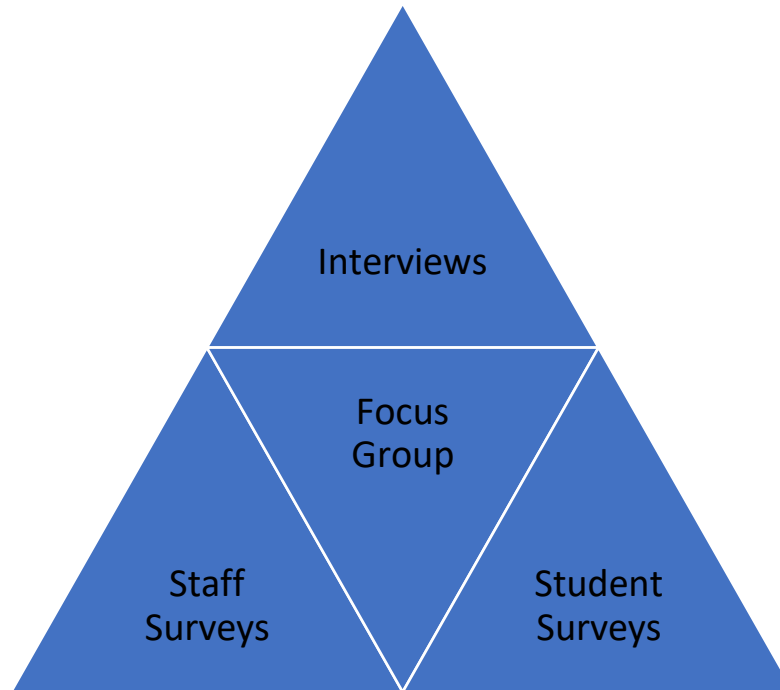 Interviews
Focus
Group
Staff
Surveys
Student
Surveys